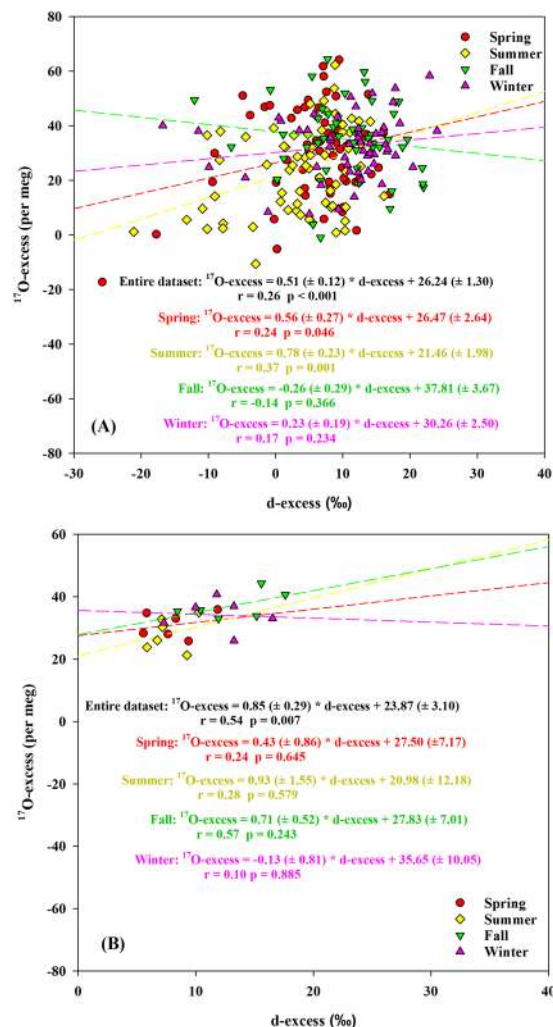 80
60
40
20
0
-20
-40
-60
-80
¹⁷O-excess (per meg)
Spring
Summer
Fall
Winter
Entire dataset: ¹⁷O-excess = 0.51 (± 0.12) * d-excess + 26.24 (± 1.30)
r = 0.26 p < 0.001
Spring: ¹⁷O-excess = 0.56 (± 0.27) * d-excess + 26.47 (± 2.64)
r = 0.24 p = 0.046
Summer: ¹⁷O-excess = 0.78 (± 0.23) * d-excess + 21.46 (± 1.98)
r = 0.37 p = 0.001
Fall: ¹⁷O-excess = -0.26 (± 0.29) * d-excess + 37.81 (± 3.67)
r = -0.14 p = 0.366
(A)
Winter: ¹⁷O-excess = 0.23 (± 0.19) * d-excess + 30.26 (± 2.50)
r = 0.17 p = 0.234
-30 -20 -10 0 10 20 30 40
d-excess (‰)
60
40
20
0
-20
-40
-60
-80
¹⁷O-excess (per meg)
Entire dataset: ¹⁷O-excess = 0.85 (± 0.29) * d-excess + 23.87 (± 3.10)
r = 0.54 p = 0.007
Spring: ¹⁷O-excess = 0.43 (± 0.86) * d-excess + 27.50 (±7.17)
r = 0.24 p = 0.645
Summer: ¹⁷O-excess = 0.93 (± 1.55) * d-excess + 20.98 (± 12.18)
r = 0.28 p = 0.579
Fall: ¹⁷O-excess = 0.71 (± 0.52) * d-excess + 27.83 (± 7.01)
r = 0.57 p = 0.243
Winter: ¹⁷O-excess = -0.13 (± 0.81) * d-excess + 35.65 (± 10.05)
r = 0.10 p = 0.885
Spring
Summer
Fall
Winter
(B)
0 10 20 30 40
d-excess (‰)